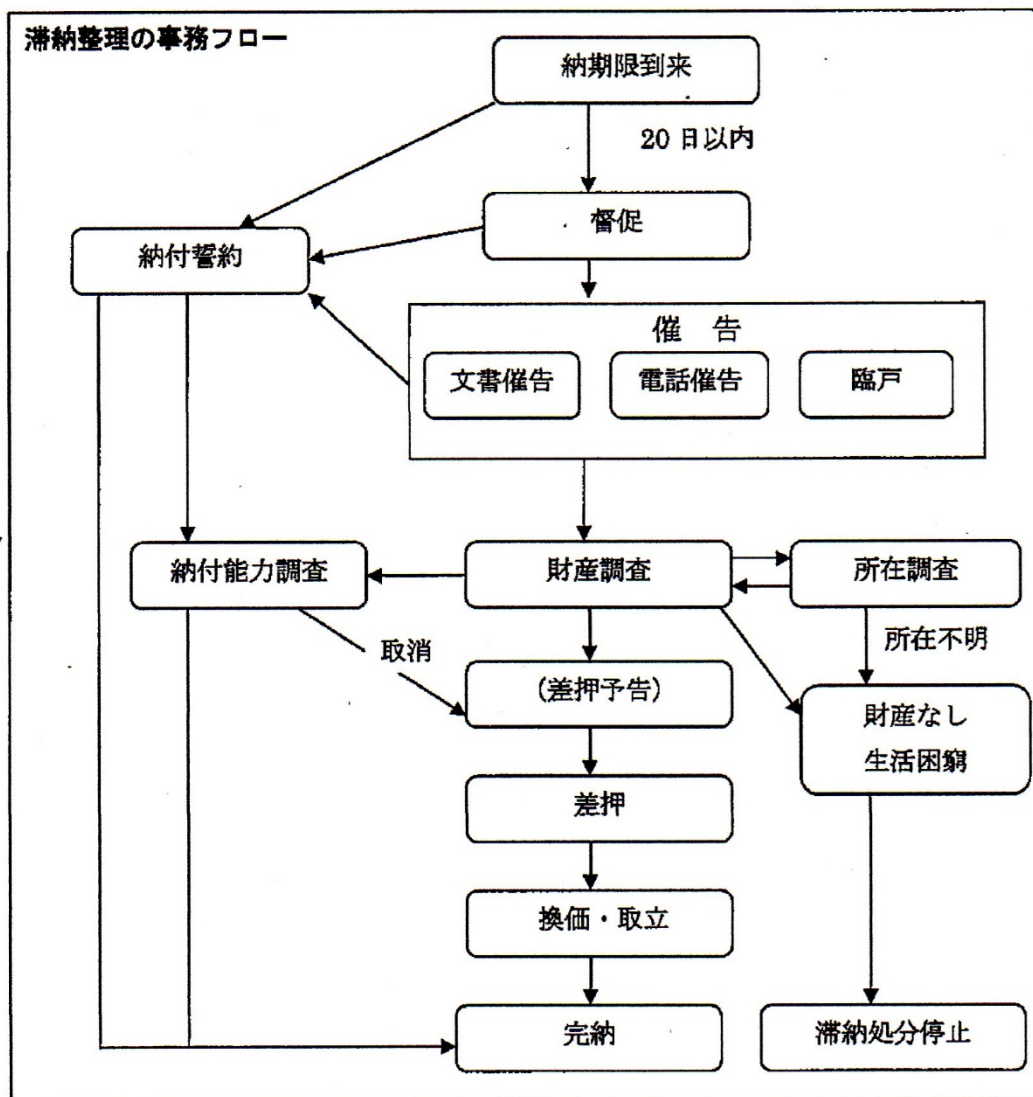 滞納整理の事務フロー
納期限到来
20日以内
督促
納付誓約
催 告
文書催告
電話催告
臨戸
納付能力調査
財産調査
所在調査
取消
所在不明
(差押予告)
財産なし
生活困窮
差押
換価・取立
完納
滞納処分停止